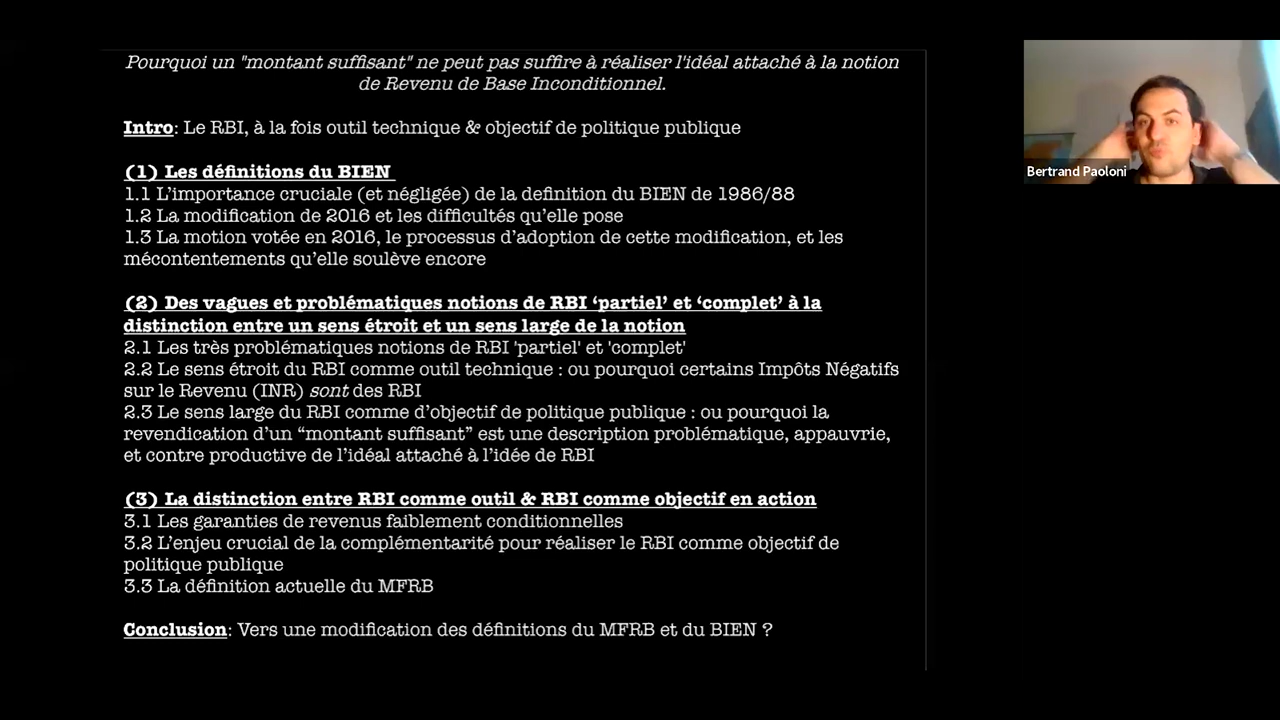 Pourquoi un "montant suffisant" ne peut pas suffire à réaliser l'idéal attaché à la notion
de Revenu de Base Inconditionnel.
Intro: Le RBI, à la fois outil technique & objectif de politique publique
(1) Les définitions du BIEN
1.1 L’importance cruciale (et négligée) de la definition du BIEN de 1986/88
1.2 La modification de 2016 et les difficultés qu’elle pose
1.3 La motion votée en 2016, le processus d’adoption de cette modification, et les
mécontentements qu’elle soulève encore
(2) Des vagues et problématiques notions de RBI ‘partiel’ et ‘complet’ à la
distinction entre un sens étroit et un sens large de la notion
2.1 Les très problématiques notions de RBI 'partiel' et 'complet'
2.2 Le sens étroit du RBI comme outil technique : ou pourquoi certains Impôts Négatifs
sur le Revenu (INR) sont des RBI
2.3 Le sens large du RBI comme d’objectif de politique publique : ou pourquoi la
revendication d’un “montant suffisant” est une description problématique, appauvrie,
et contre productive de l’idéal attaché à l’idée de RBI
(3) La distinction entre RBI comme outil & RBI comme objectif en action
3.1 Les garanties de revenus faiblement conditionnelles
3.2 L’enjeu crucial de la complémentarité pour réaliser le RBI comme objectif de
politique publique
3.3 La définition actuelle du MFRB
Conclusion: Vers une modification des définitions du MFRB et du BIEN ?
Bertrand Paoloni